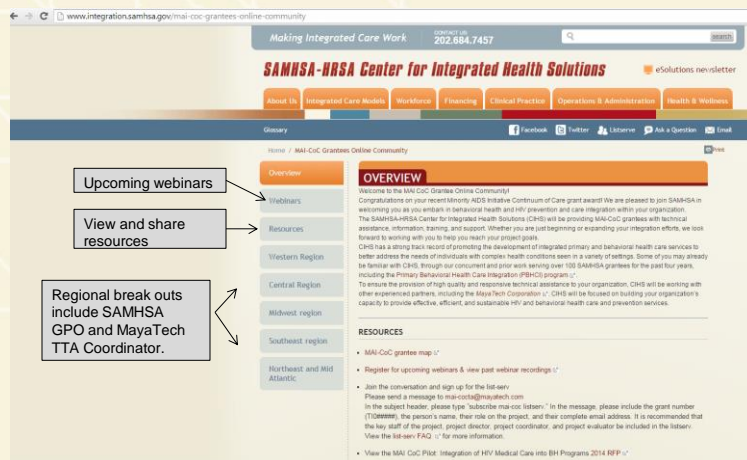 www.integration.samhsa.gov/mai-coc-grantees-online-community
Making Integrated Care Work
CONTACT US
202.684.7457
search
SAMHSA-HRSA Center for Integrated Health Solutions
eSolutions newsletter
About Us
Integrated Care Models
Workforce
Financing
Clinical Practice
Operations & Administration
Health & Wellness
Glossary
Facebook
Twitter
Listserve
Ask a Question
Email
Home / MAI-CoC Grantees Online Community
Print
Upcoming webinars
View and share
resources
Regional break outs
include SAMHSA
GPO and MayaTech
TTA Coordinator.
Overview
Webinars
Resources
Western Region
Central Region
Midwest region
Southeast region
Northeast and Mid
Atlantic
OVERVIEW
Welcome to the MAI CoC Grantee Online Community!
Congratulations on your recent Minority AIDS Initiative Continuum of Care grant award! We are pleased to join SAMHSA in
welcoming you as you embark in behavioral health and HIV prevention and care integration within your organization.
The SAMHSA-HRSA Center for Integrated Health Solutions (CIHS) will be providing MAI-CoC grantees with technical
assistance, information, training, and support. Whether you are just beginning or expanding your integration efforts, we look
forward to working with you to help you reach your project goals.
CIHS has a strong track record of promoting the development of integrated primary and behavioral health care services to
better address the needs of individuals with complex health conditions seen in a variety of settings. Some of you may already
be familiar with CIHS, through our concurrent and prior work serving over 100 SAMHSA grantees for the past four years,
including the Primary Behavioral Health Care Integration (PBHCI) program.
To ensure the provision of high quality and responsive technical assistance to your organization, CIHS will be working with
other experienced partners, including the MayaTech Corporation. CIHS will be focused on building your organization's
capacity to provide effective, efficient, and sustainable HIV and behavioral health care and prevention services.
RESOURCES
• MAI-CoC grantee map
• Register for upcoming webinars & view past webinar recordings
• Join the conversation and sign up for the list-serv
Please send a message to mai-cocta@mayatech.com
In the subject header, please type "subscribe mai-coc listserv." In the message, please include the grant number
(TI0#####), the person's name, their role on the project, and their complete email address. It is recommended that
the key staff of the project, project director, project coordinator, and project evaluator be included in the listserv.
View the list-serv FAQ for more information.
• View the MAI CoC Pilot: Integration of HIV Medical Care into BH Programs 2014 RFP